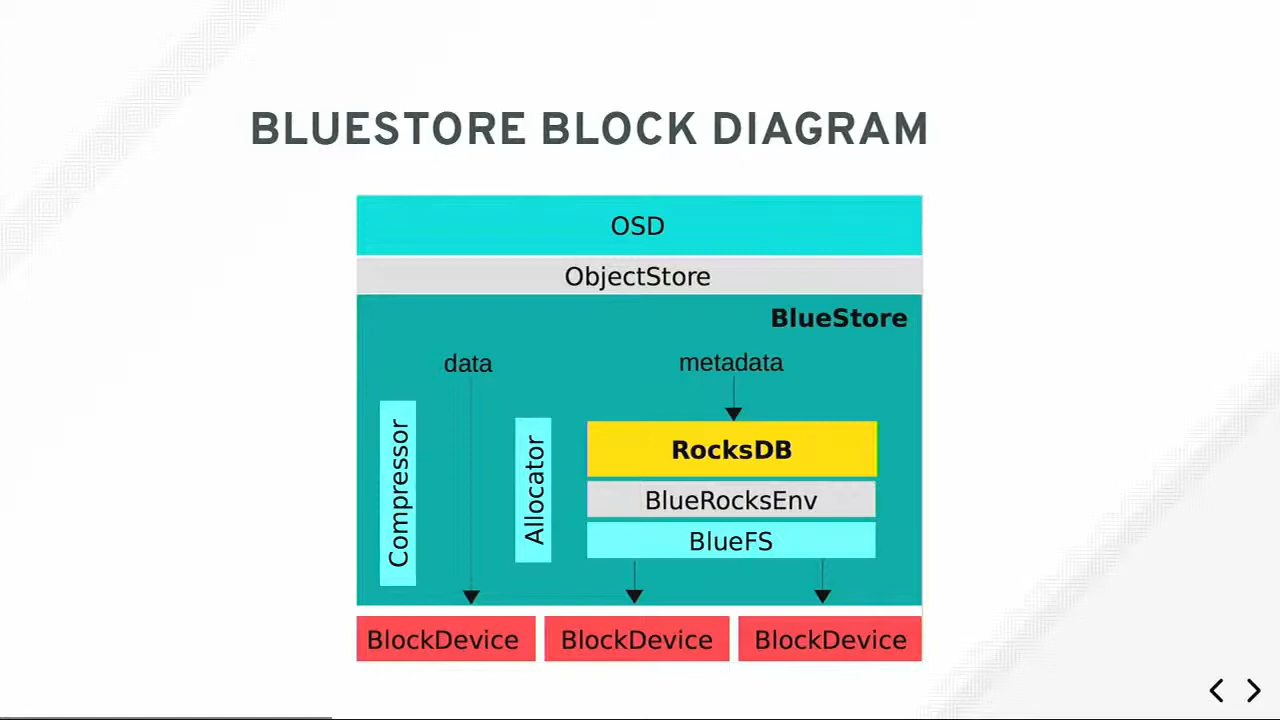 BLUESTORE BLOCK DIAGRAM
OSD
ObjectStore
BlueStore
data
metadata
Compressor
Allocator
RocksDB
BlueRocksEnv
BlueFS
BlockDevice
BlockDevice
BlockDevice